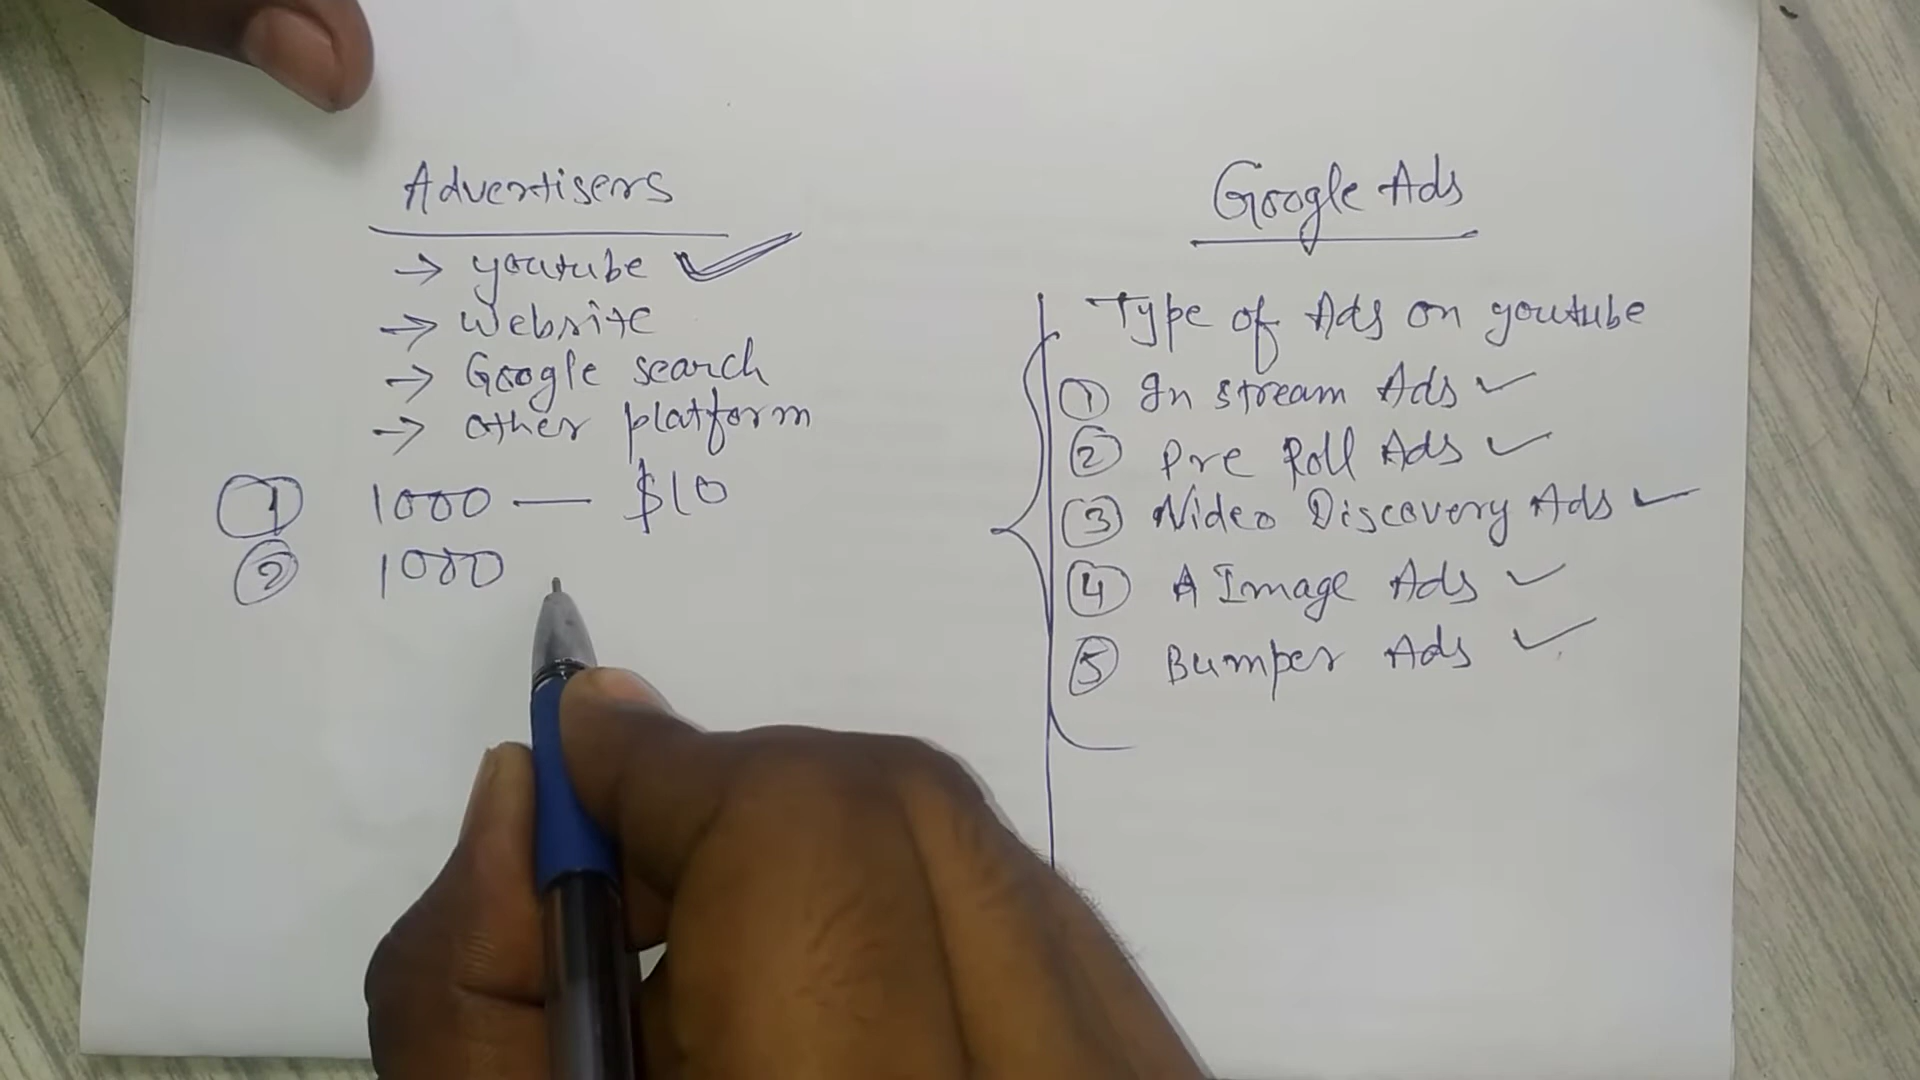 Advertisers
→ youtube ✓
→ Website
→ Google search
→ other platform
① 1000 — $10
② 1000
Google Ads
Type of Ads on youtube
① In stream Ads ✓
② Pre Roll Ads ✓
③ Video Discovery Ads ✓
④ A Image Ads ✓
⑤ Bumper Ads ✓